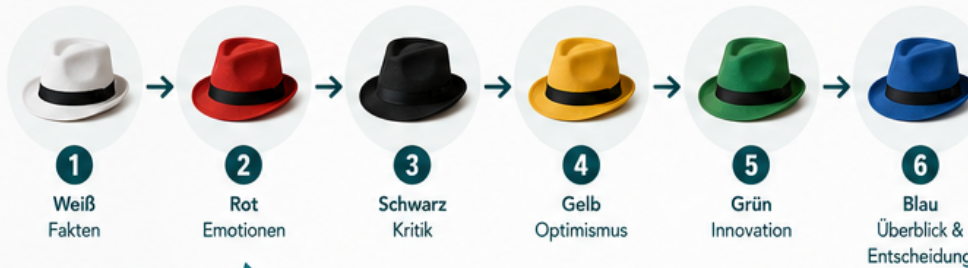 1
Weiß
Fakten
2
Rot
Emotionen
3
Schwarz
Kritik
4
Gelb
Optimismus
5
Grün
Innovation
6
Blau
Überblick &
Entscheidung